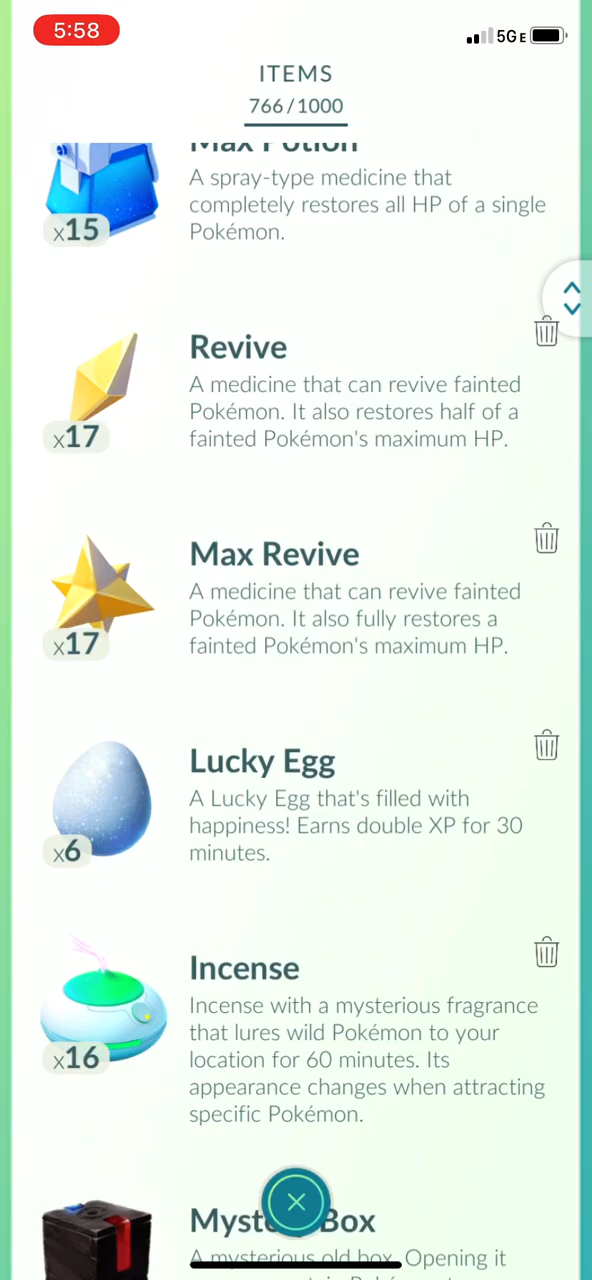 5:58
5G E
ITEMS
766/1000
Max Potion
A spray-type medicine that
completely restores all HP of a single
Pokémon.
x15
Revive
A medicine that can revive fainted
Pokémon. It also restores half of a
fainted Pokémon's maximum HP.
x17
Max Revive
A medicine that can revive fainted
Pokémon. It also fully restores a
fainted Pokémon's maximum HP.
x17
Lucky Egg
A Lucky Egg that's filled with
happiness! Earns double XP for 30
minutes.
x6
Incense
Incense with a mysterious fragrance
that lures wild Pokémon to your
location for 60 minutes. Its
appearance changes when attracting
specific Pokémon.
x16
Mystery Box
A mysterious old box. Opening it